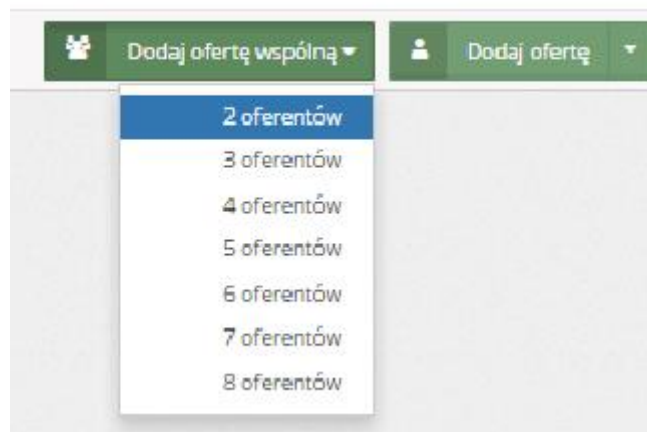 Dodaj ofertę wspólną Dodaj ofertę
2 oferentów
3 oferentów
4 oferentów
5 oferentów
6 oferentów
7 oferentów
8 oferentów